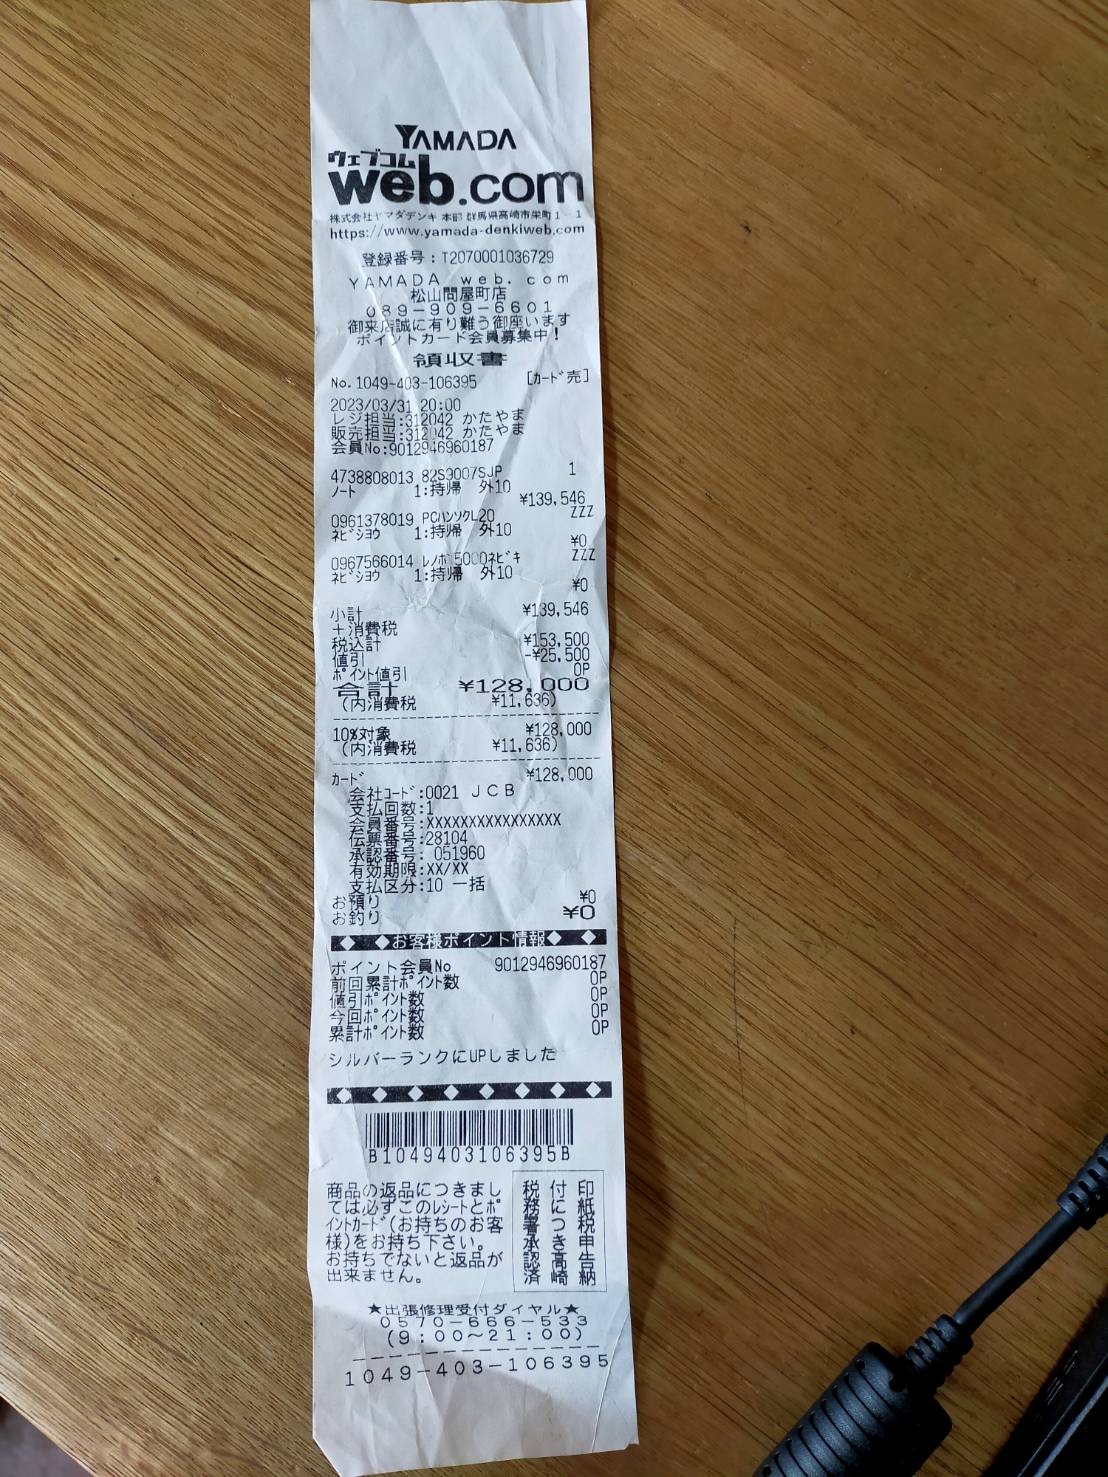 YAMADA
ウェブコム
web.com
株式会社ヤマダデンキ 本部 群馬県高崎市栄町1-1
https://www.yamada-denkiweb.com
登録番号:T2070001036729
YAMADA web.com
松山問屋町店
089-909-6601
御来店誠に有り難う御座います
ポイントカード会員募集中!
領収書
No.1049-403-106395 [カード売]
2023/03/31 20:00
レジ担当:312042 かたやま
販売担当:312042 かたやま
会員No:9012946960187
4738808013 82S9007SJP 1
ノート 1:持帰 外10
¥139,546
0961378019 PCハンソクL20 ZZZ
ネビショウ 1:持帰 外10
¥0
0967566014 レノボ5000ネビキ ZZZ
ネビショウ 1:持帰 外10
¥0
小計 ¥139,546
+消費税
税込計 ¥153,500
値引 -¥25,500
ポイント値引 0P
合計 ¥128,000
(内消費税 ¥11,636)
10%対象 ¥128,000
(内消費税 ¥11,636)
カード ¥128,000
会社コード:0021 JCB
支払回数:1
会員番号:XXXXXXXXXXXXXXXX
伝票番号:28104
承認番号: 051960
有効期限:XX/XX
支払区分:10 一括
お預り ¥0
お釣り ¥0
◆ ◆お客様ポイント情報◆ ◆
ポイント会員No 9012946960187
前回累計ポイント数 0P
値引ポイント数 0P
今回ポイント数 0P
累計ポイント数 0P
シルバーランクにUPしました
B1049403106395B
商品の返品につきまし
ては必ずこのレシートとポ
イントカード(お持ちのお客
様)をお持ち下さい。
お持ちでないと返品が
出来ません。
印紙税申告納
付につき高崎
税務署承認済
★出張修理受付ダイヤル★
0570-666-533
(9:00~21:00)
1049-403-106395